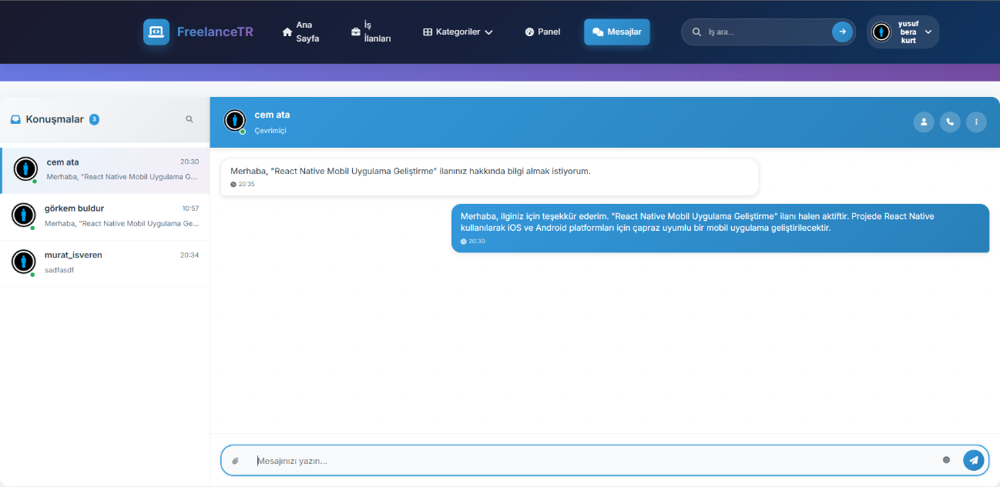 FreelanceTR
Ana
Sayfa
İş
İlanları
Kategoriler
Panel
Mesajlar
İş ara...
yusuf
bera
kurt
Konuşmalar 3
cem ata 20:30
Merhaba, "React Native Mobil Uygulama G...
görkem buldur 10:57
Merhaba, "React Native Mobil Uygulama Ge...
murat_isveren 20:34
sadfasdf
cem ata
Çevrimiçi
Merhaba, "React Native Mobil Uygulama Geliştirme" ilanınız hakkında bilgi almak istiyorum.
20:35
Merhaba, ilginiz için teşekkür ederim. "React Native Mobil Uygulama Geliştirme" ilanı halen aktiftir. Projede React Native
kullanılarak iOS ve Android platformları için çapraz uyumlu bir mobil uygulama geliştirilecektir.
20:30
Mesajınızı yazın...